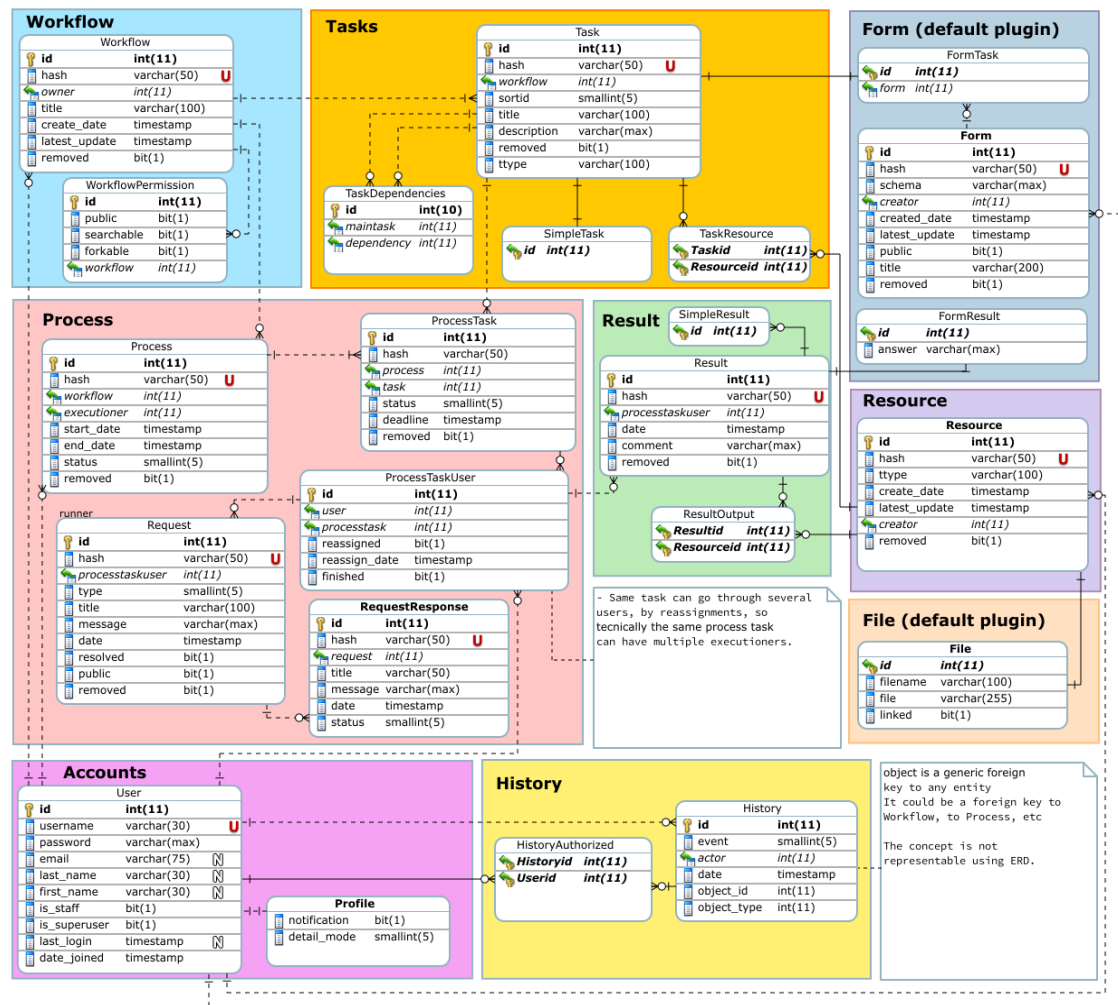 Workflow
Workflow
id int(11)
hash varchar(50) U
owner int(11)
title varchar(100)
create_date timestamp
latest_update timestamp
removed bit(1)
WorkflowPermission
id int(11)
public bit(1)
searchable bit(1)
forkable bit(1)
workflow int(11)
Tasks
Task
id int(11)
hash varchar(50) U
workflow int(11)
sortid smallint(5)
title varchar(100)
description varchar(max)
removed bit(1)
ttype varchar(100)
TaskDependencies
id int(10)
maintask int(11)
dependency int(11)
SimpleTask
id int(11)
TaskResource
Taskid int(11)
Resourceid int(11)
Form (default plugin)
FormTask
id int(11)
form int(11)
Form
id int(11)
hash varchar(50) U
schema varchar(max)
creator int(11)
created_date timestamp
latest_update timestamp
public bit(1)
title varchar(200)
removed bit(1)
FormResult
id int(11)
answer varchar(max)
Process
Process
id int(11)
hash varchar(50) U
workflow int(11)
executioner int(11)
start_date timestamp
end_date timestamp
status smallint(5)
removed bit(1)
ProcessTask
id int(11)
hash varchar(50)
process int(11)
task int(11)
status smallint(5)
deadline timestamp
removed bit(1)
ProcessTaskUser
id int(11)
user int(11)
processtask int(11)
reassigned bit(1)
reassign_date timestamp
finished bit(1)
runner
Request
id int(11)
hash varchar(50) U
processtaskuser int(11)
type smallint(5)
title varchar(100)
message varchar(max)
date timestamp
resolved bit(1)
public bit(1)
removed bit(1)
RequestResponse
id int(11)
hash varchar(50) U
request int(11)
title varchar(50)
message varchar(max)
date timestamp
status smallint(5)
Result
SimpleResult
id int(11)
Result
id int(11)
hash varchar(50) U
processtaskuser int(11)
date timestamp
comment varchar(max)
removed bit(1)
ResultOutput
Resultid int(11)
Resourceid int(11)
Resource
Resource
id int(11)
hash varchar(50) U
ttype varchar(100)
create_date timestamp
latest_update timestamp
creator int(11)
removed bit(1)
- Same task can go through several
users, by reassignments, so
tecnically the same process task
can have multiple executioners.
File (default plugin)
File
id int(11)
filename varchar(100)
file varchar(255)
linked bit(1)
Accounts
User
id int(11)
username varchar(30) U
password varchar(max)
email varchar(75) N
last_name varchar(30) N
first_name varchar(30) N
is_staff bit(1)
is_superuser bit(1)
last_login timestamp N
date_joined timestamp
Profile
notification bit(1)
detail_mode smallint(5)
History
HistoryAuthorized
Historyid int(11)
Userid int(11)
History
id int(11)
event smallint(5)
actor int(11)
date timestamp
object_id int(11)
object_type int(11)
object is a generic foreign
key to any entity
It could be a foreign key to
Workflow, to Process, etc
The concept is not
representable using ERD.